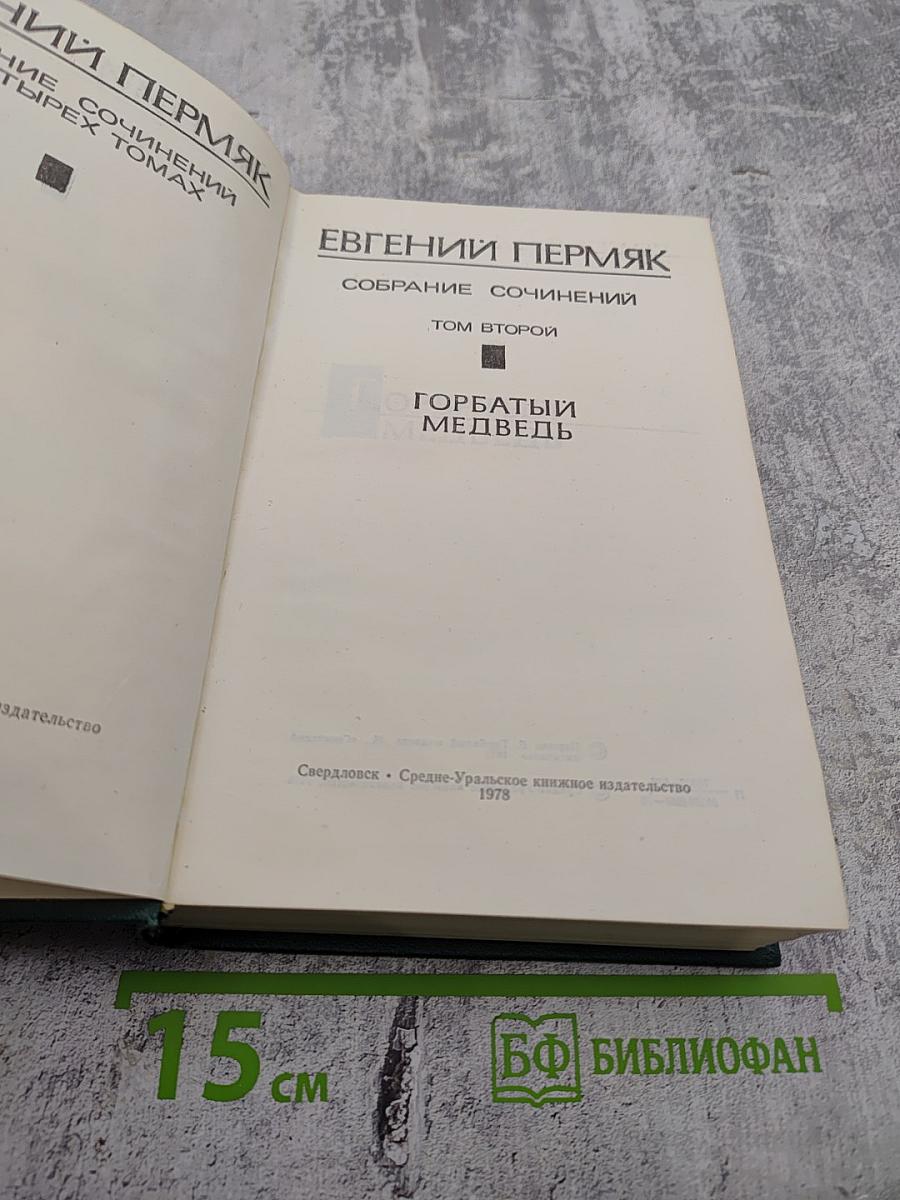 НИЙ ПЕРМЯК
НИЕ СОЧИНЕНИЙ
ТЫРЕХ ТОМАХ
здательство
ЕВГЕНИЙ ПЕРМЯК
СОБРАНИЕ СОЧИНЕНИЙ
ТОМ ВТОРОЙ
ГОРБАТЫЙ
МЕДВЕДЬ
Свердловск • Средне-Уральское книжное издательство
1978
15 см
БФ БИБЛИОФАН